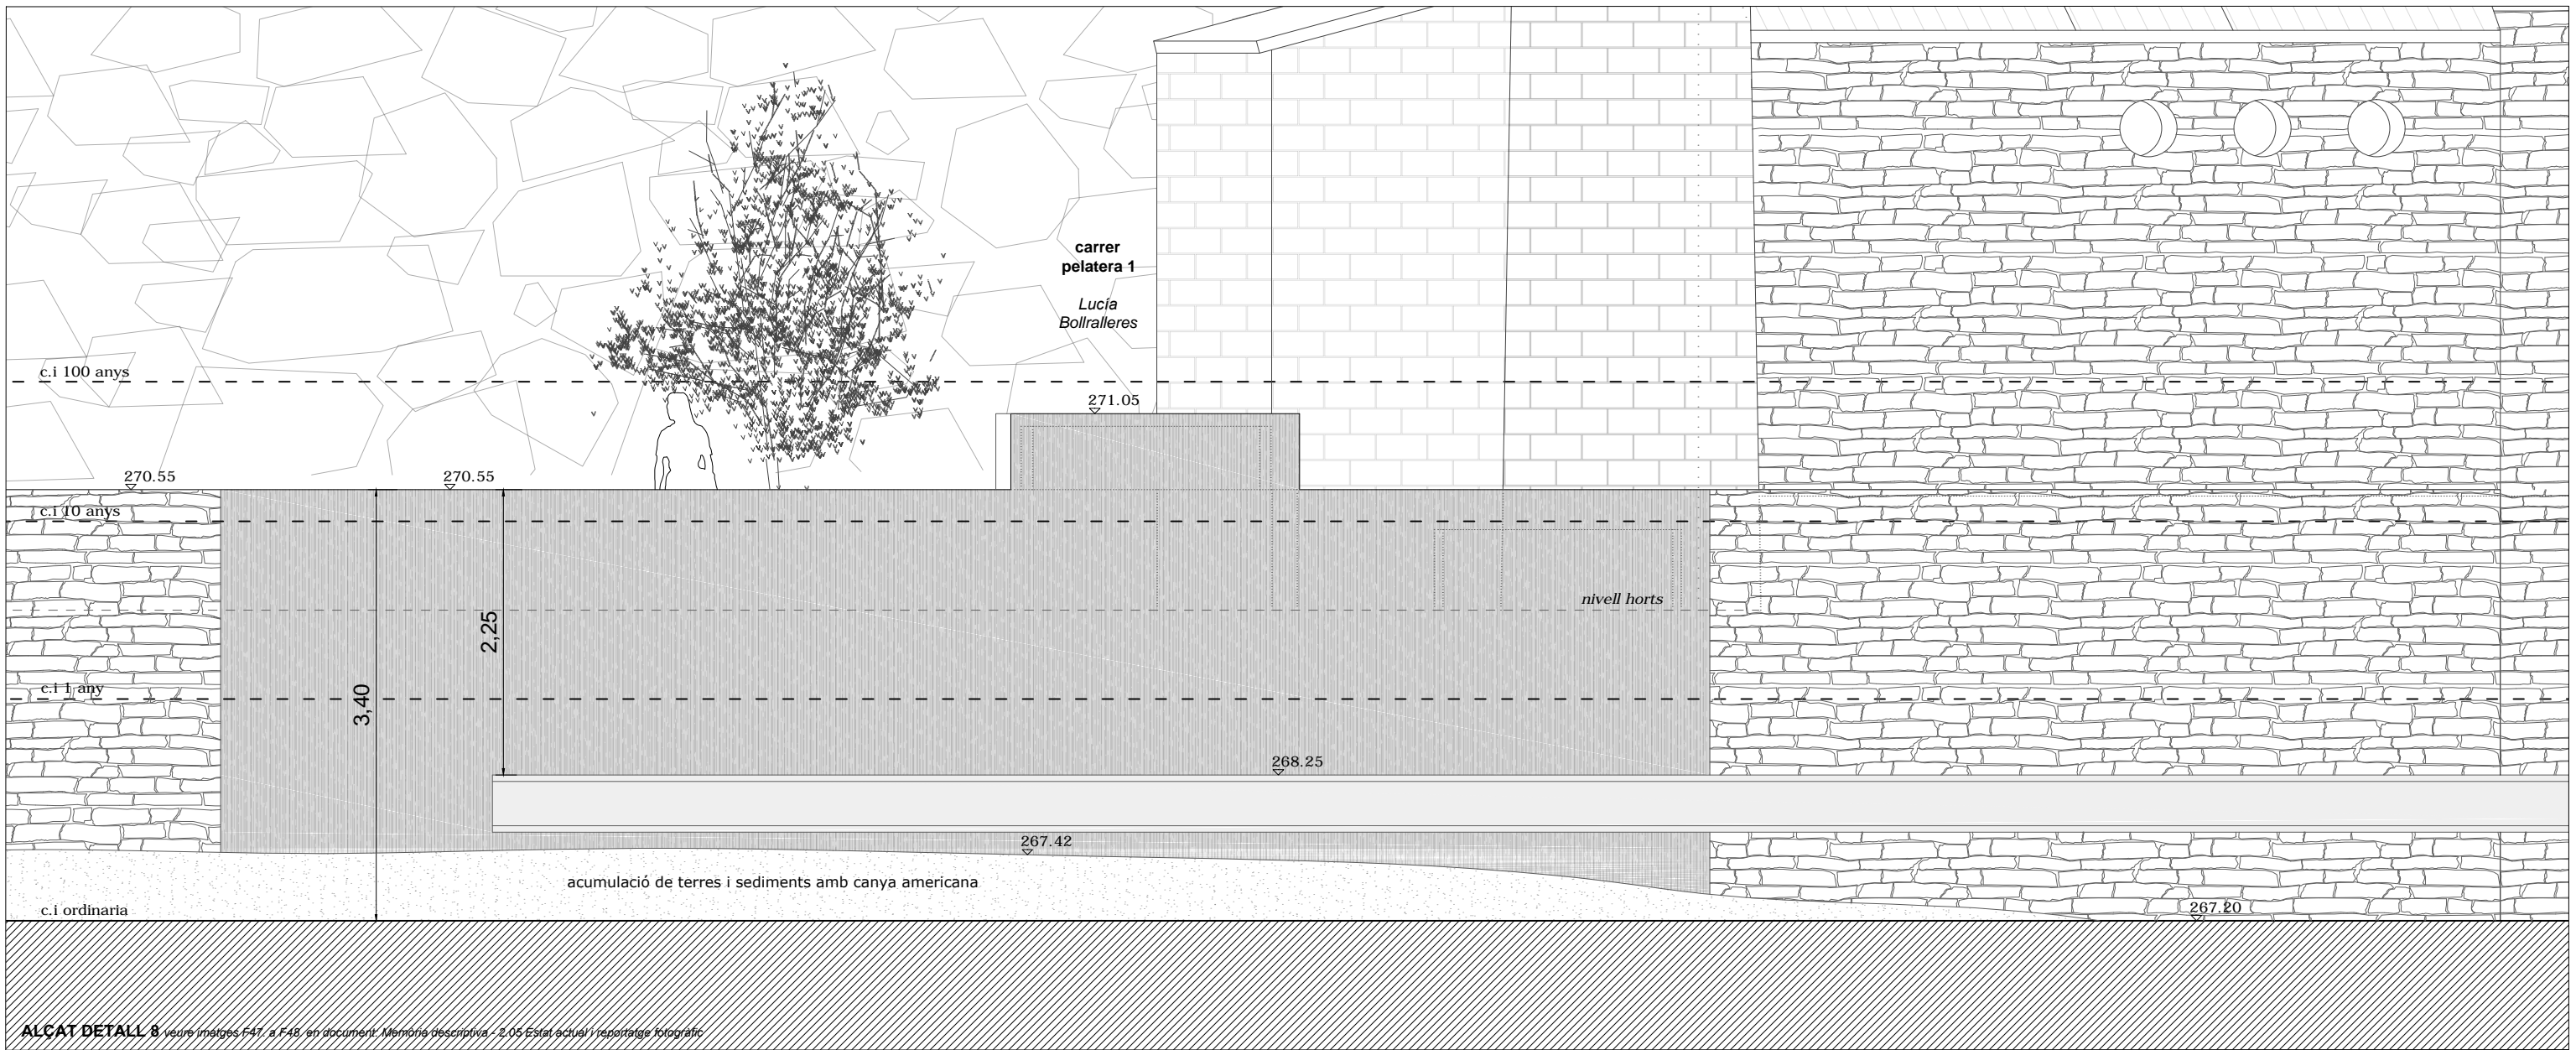 carrer
pelatera 1
Lucía
Bollralleres
c.i 100 anys
271.05
270.55
270.55
c.i 10 anys
nivell horts
2,25
c.i 1 any
3,40
268.25
267.42
acumulació de terres i sediments amb canya americana
c.i ordinaria
267.20
ALÇAT DETALL 8 veure imatges F47. a F48. en document. Memòria descriptiva - 2.05 Estat actual i reportatge fotogràfic